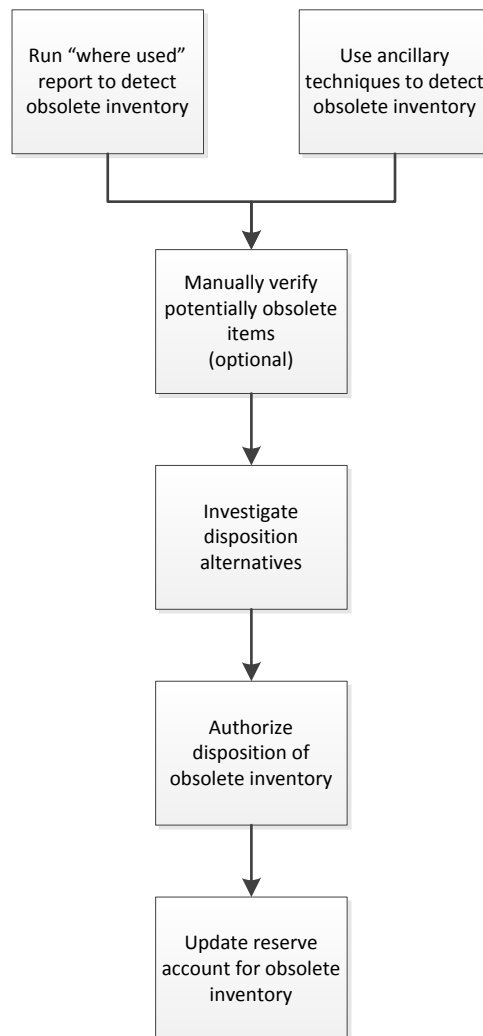 Run “where used”
report to detect
obsolete inventory
Use ancillary
techniques to detect
obsolete inventory
Manually verify
potentially obsolete
items
(optional)
Investigate
disposition
alternatives
Authorize
disposition of
obsolete inventory
Update reserve
account for obsolete
inventory